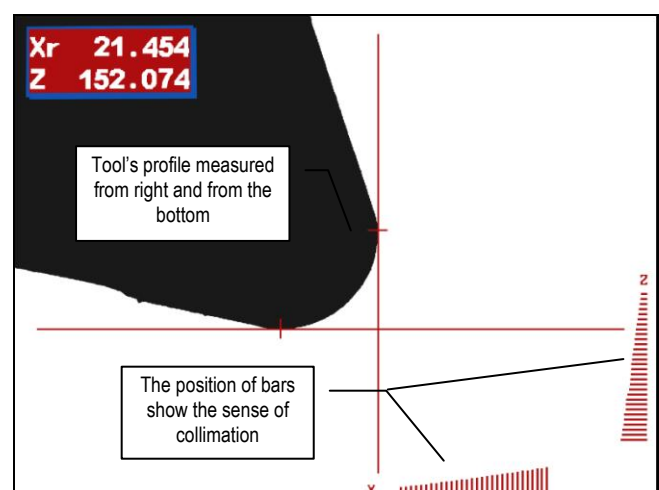 Xr 21.454
Z 152.074
Tool's profile measured
from right and from the
bottom
Z
The position of bars
show the sense of
collimation
X